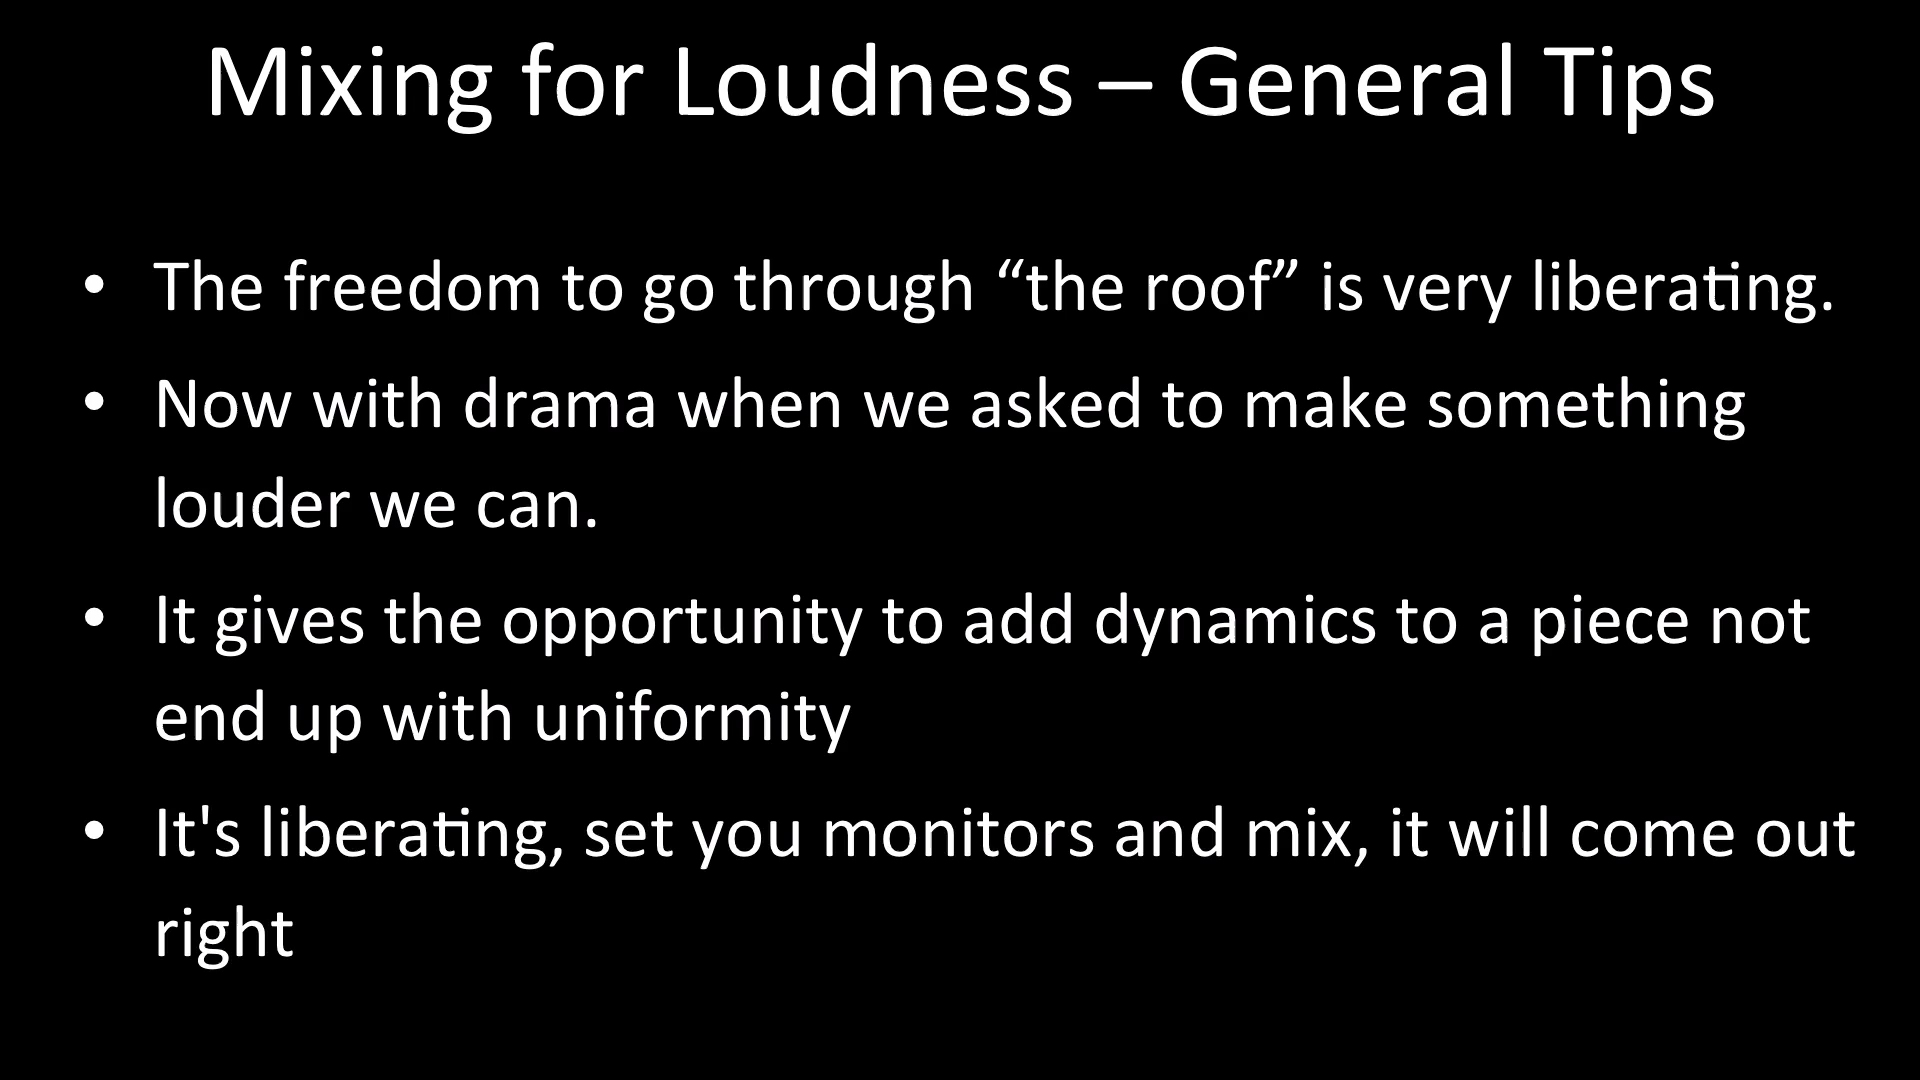 Mixing for Loudness – General Tips
• The freedom to go through “the roof” is very liberating.
• Now with drama when we asked to make something
louder we can.
• It gives the opportunity to add dynamics to a piece not
end up with uniformity
• It's liberating, set you monitors and mix, it will come out
right